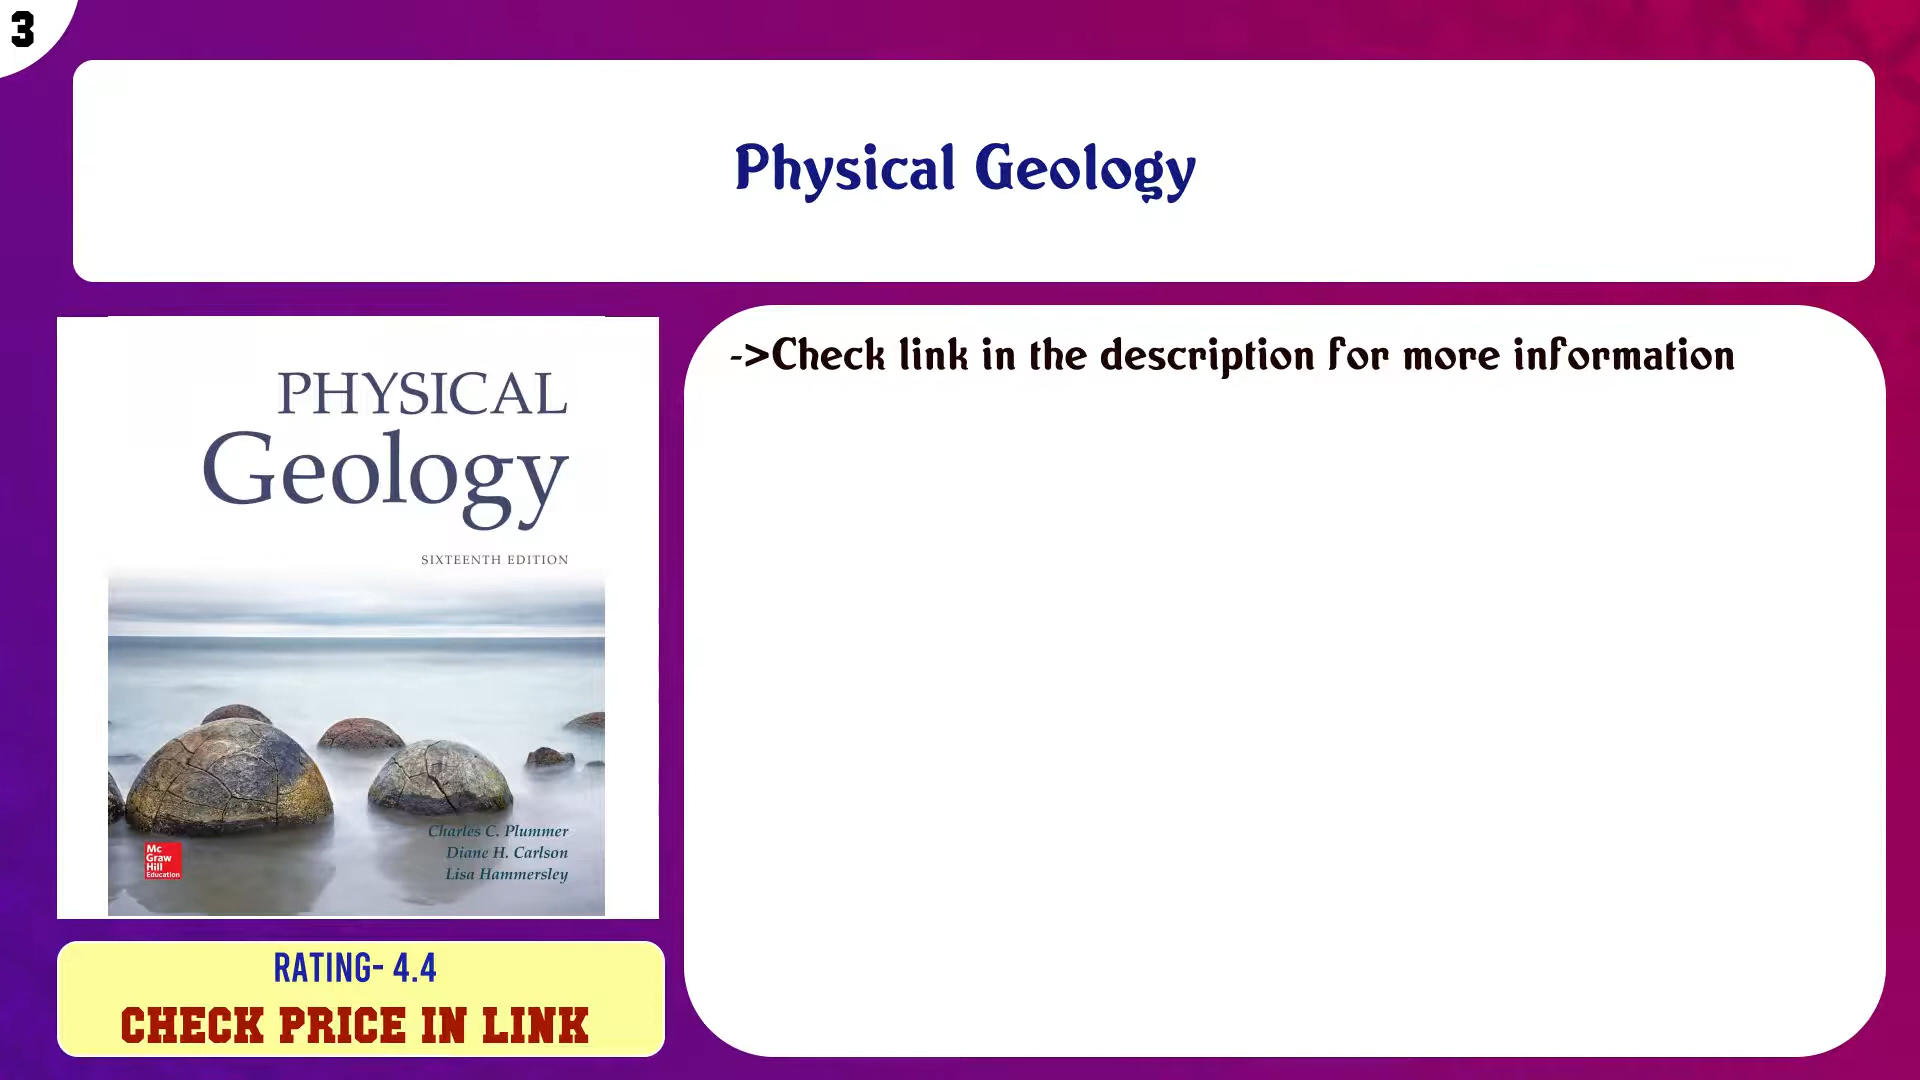 3
Physical Geology
PHYSICAL
Geology
SIXTEENTH EDITION
Charles C. Plummer
Diane H. Carlson
Lisa Hammersley
Mc
Graw
Hill
Education
RATING- 4.4
CHECK PRICE IN LINK
->Check link in the description for more information